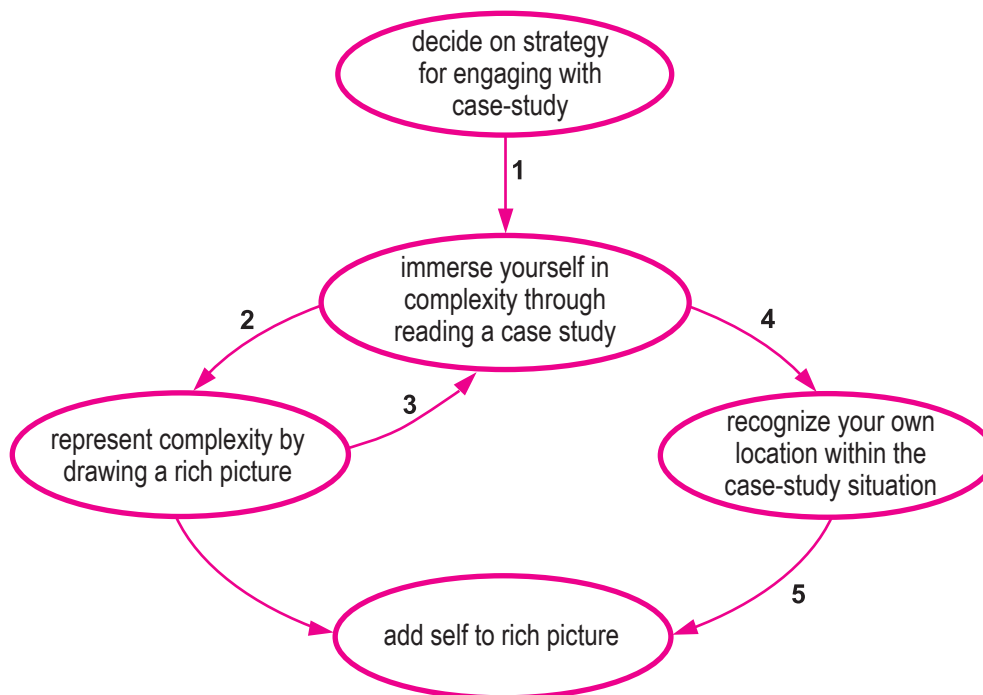 decide on strategy
for engaging with
case-study
1
immerse yourself in
complexity through
reading a case study
2
4
3
represent complexity by
drawing a rich picture
recognize your own
location within the
case-study situation
5
add self to rich picture